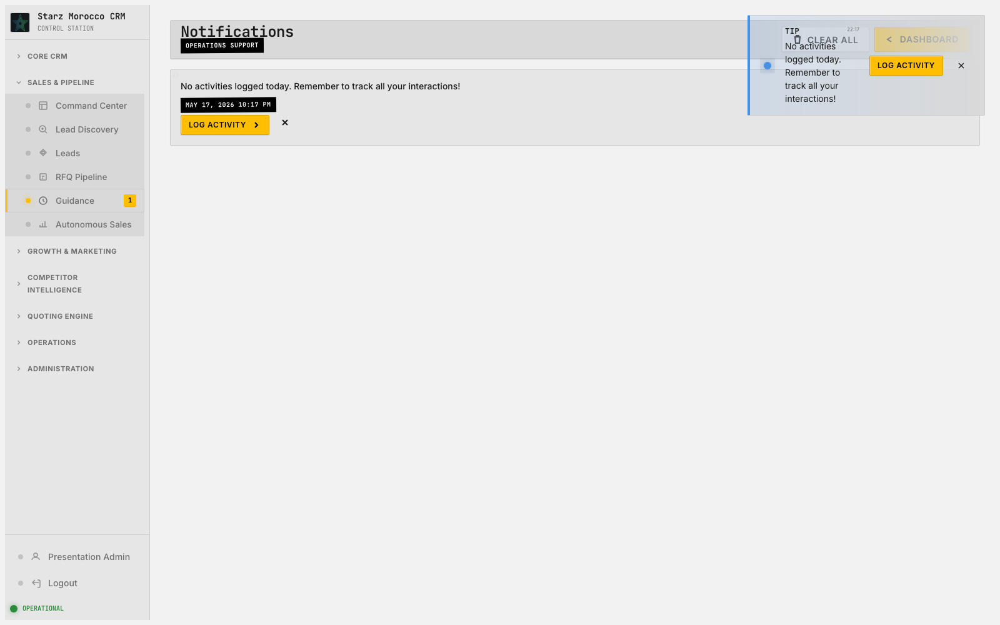 Starz Morocco CRM
CONTROL STATION
CORE CRM
SALES & PIPELINE
Command Center
Lead Discovery
Leads
RFQ Pipeline
Guidance
1
Autonomous Sales
GROWTH & MARKETING
COMPETITOR
INTELLIGENCE
QUOTING ENGINE
OPERATIONS
ADMINISTRATION
Presentation Admin
Logout
OPERATIONAL
Notifications
OPERATIONS SUPPORT
CLEAR ALL
DASHBOARD
No activities logged today. Remember to track all your interactions!
MAY 17, 2026 10:17 PM
LOG ACTIVITY
TIP
22:17
No activities
logged today.
Remember to
track all your
interactions!
LOG ACTIVITY